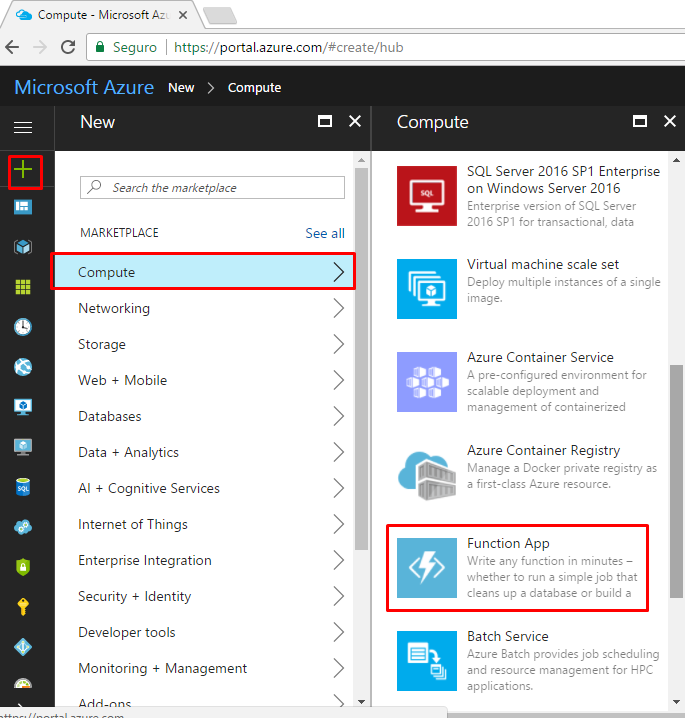 Compute - Microsoft Azu
Seguro
https://portal.azure.com/#create/hub
Microsoft Azure New > Compute
New
Search the marketplace
MARKETPLACE See all
Compute
Networking
Storage
Web + Mobile
Databases
Data + Analytics
AI + Cognitive Services
Internet of Things
Enterprise Integration
Security + Identity
Developer tools
Monitoring + Management
Add-ons
Compute
SQL
SQL Server 2016 SP1 Enterprise
on Windows Server 2016
Enterprise version of SQL Server
2016 SP1 for transactional, data
Virtual machine scale set
Deploy multiple instances of a single
image.
Azure Container Service
A pre-configured environment for
scalable deployment and
management of containerized
Azure Container Registry
Manage a Docker private registry as
a first-class Azure resource.
Function App
Write any function in minutes –
whether to run a simple job that
cleans up a database or build a
Batch Service
Azure Batch provides job scheduling
and resource management for HPC
applications.
SQL
https://portal.azure.com